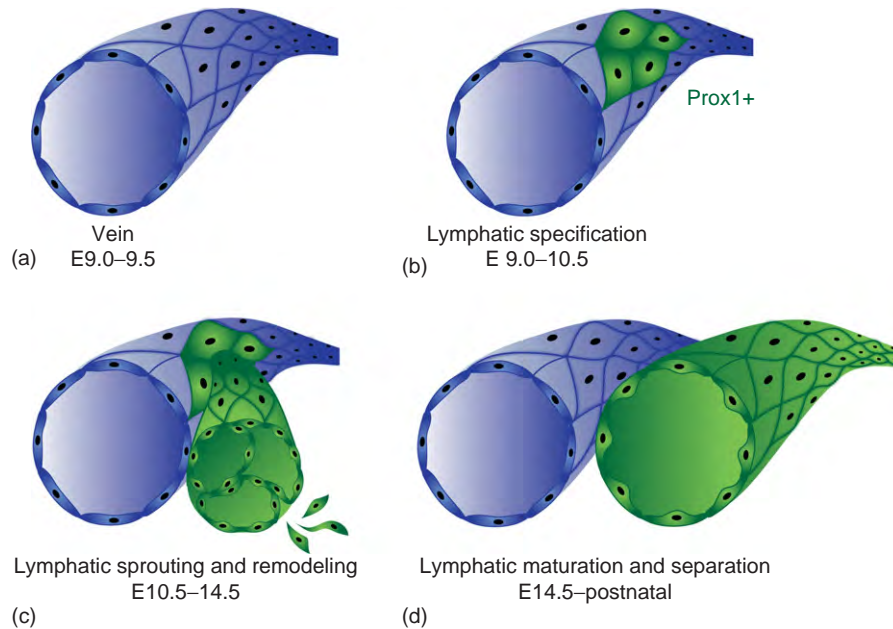 Vein
E9.0–9.5
(a)
Prox1+
Lymphatic specification
E 9.0–10.5
(b)
Lymphatic sprouting and remodeling
E10.5–14.5
(c)
Lymphatic maturation and separation
E14.5–postnatal
(d)